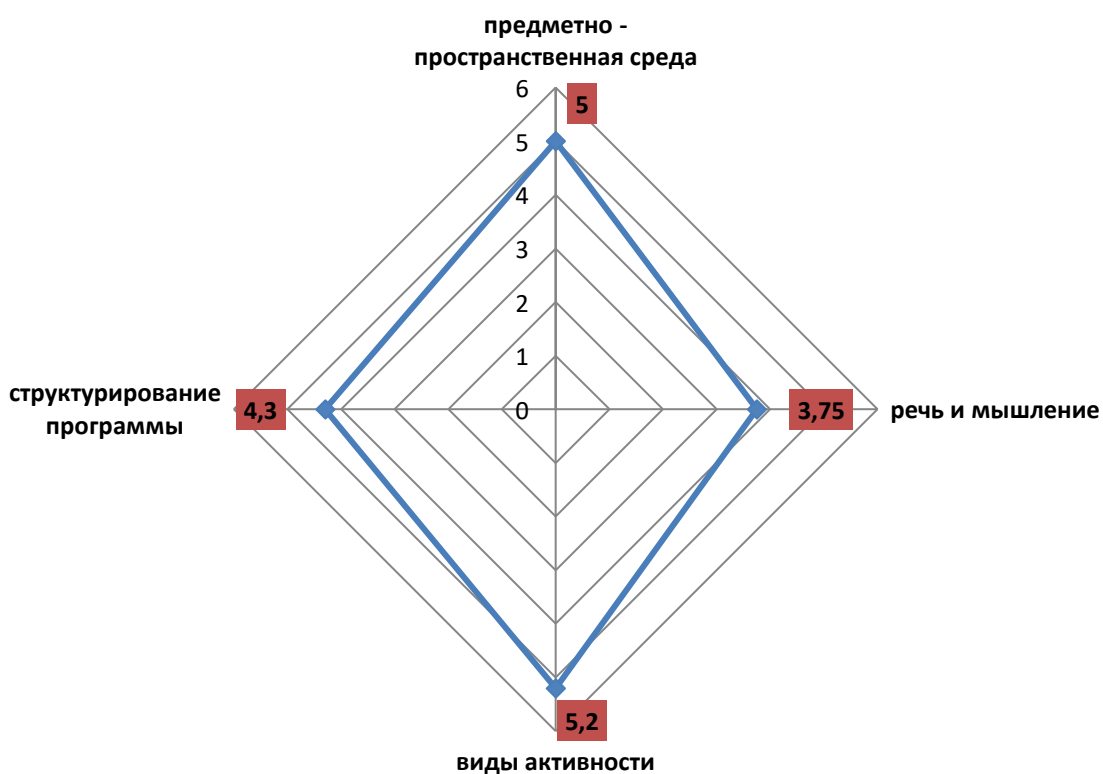 предметно -
пространственная среда
6
5
5
4
3
2
1
0
структурирование
программы
4,3
3,75
речь и мышление
5,2
виды активности